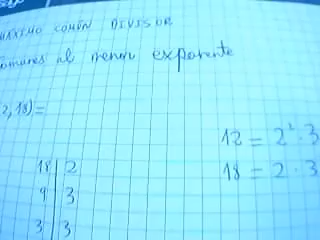 MÁXIMO COMÚN DIVISOR
comunes al menor exponente
2,18)=
12 = 2² · 3
18 = 2 · 3
18 | 2
9 | 3
3 | 3